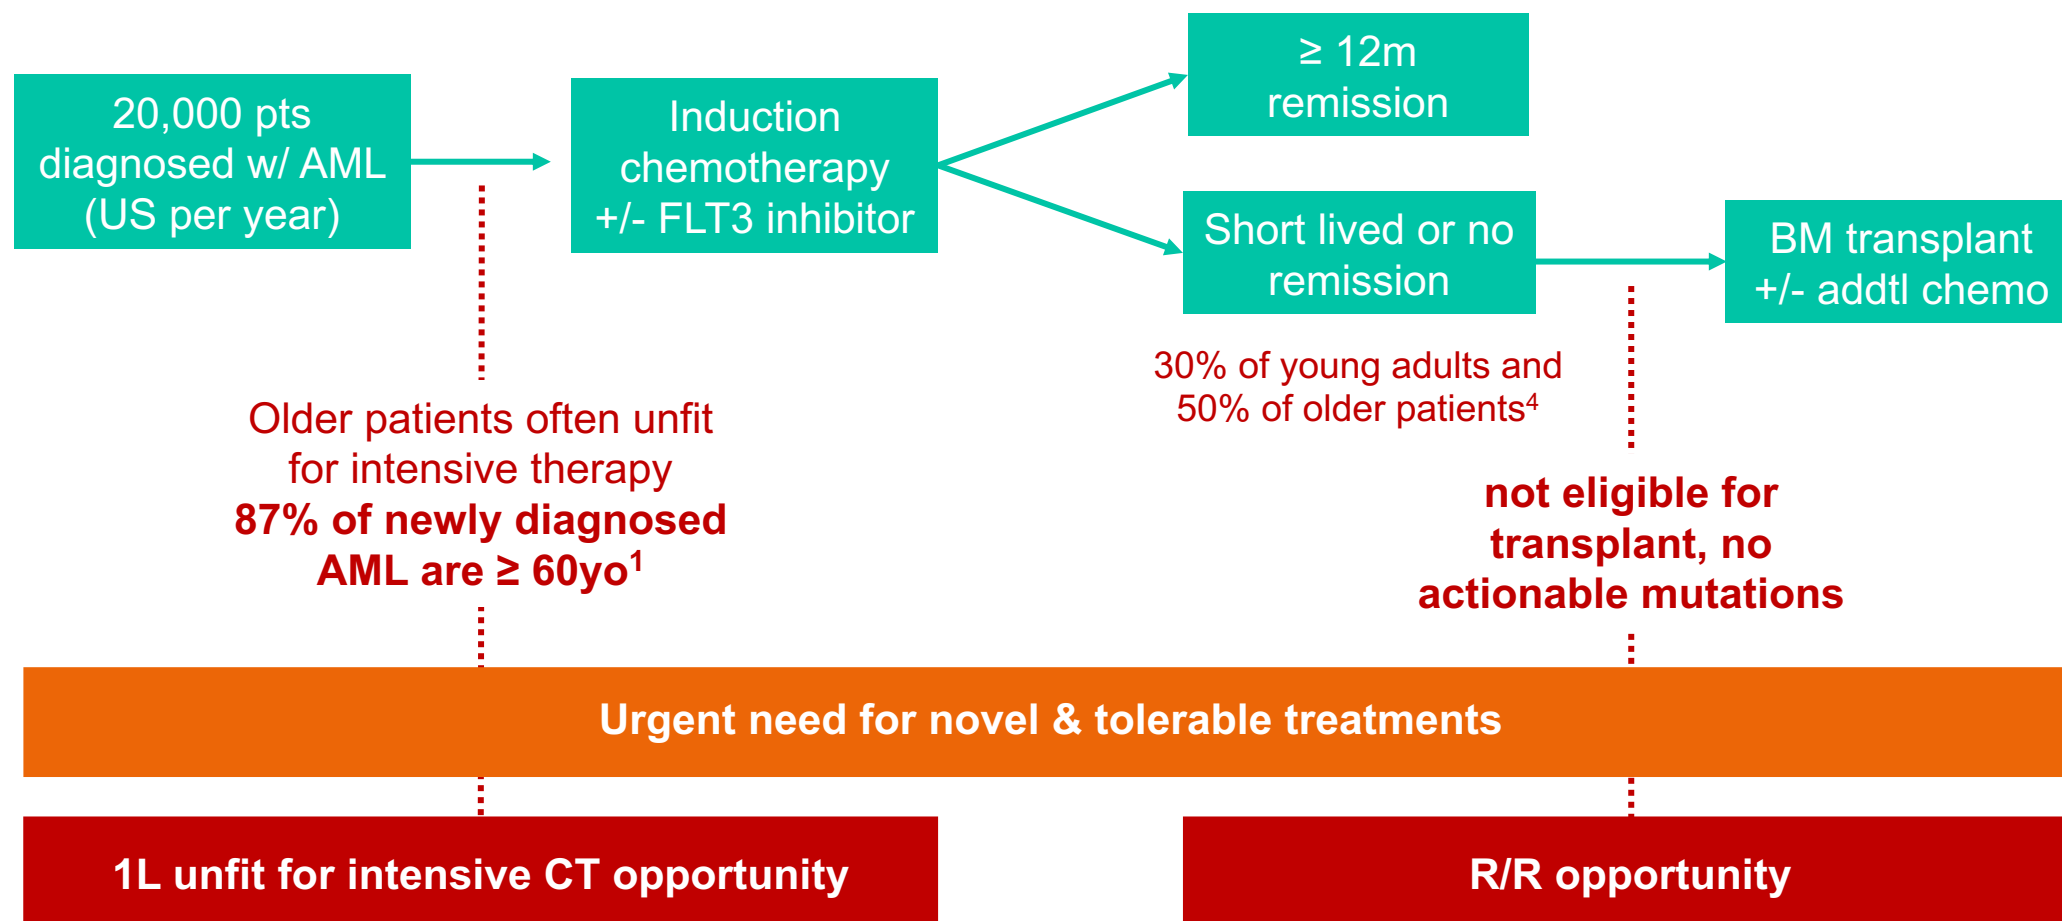 20,000 pts
diagnosed w/ AML
(US per year)
Induction
chemotherapy
+/- FLT3 inhibitor
≥ 12m
remission
Short lived or no
remission
BM transplant
+/- addtl chemo
30% of young adults and
50% of older patients⁴
Older patients often unfit
for intensive therapy
87% of newly diagnosed
AML are ≥ 60yo¹
not eligible for
transplant, no
actionable mutations
Urgent need for novel & tolerable treatments
1L unfit for intensive CT opportunity
R/R opportunity